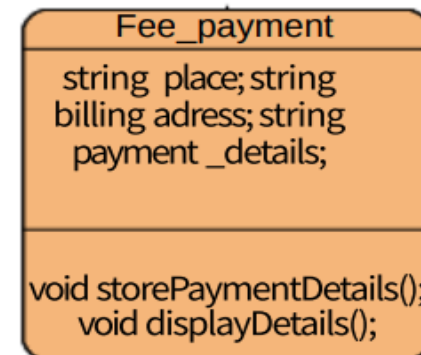 Fee_payment
string place; string
billing adress; string
payment _details;
void storePaymentDetails();
void displayDetails();